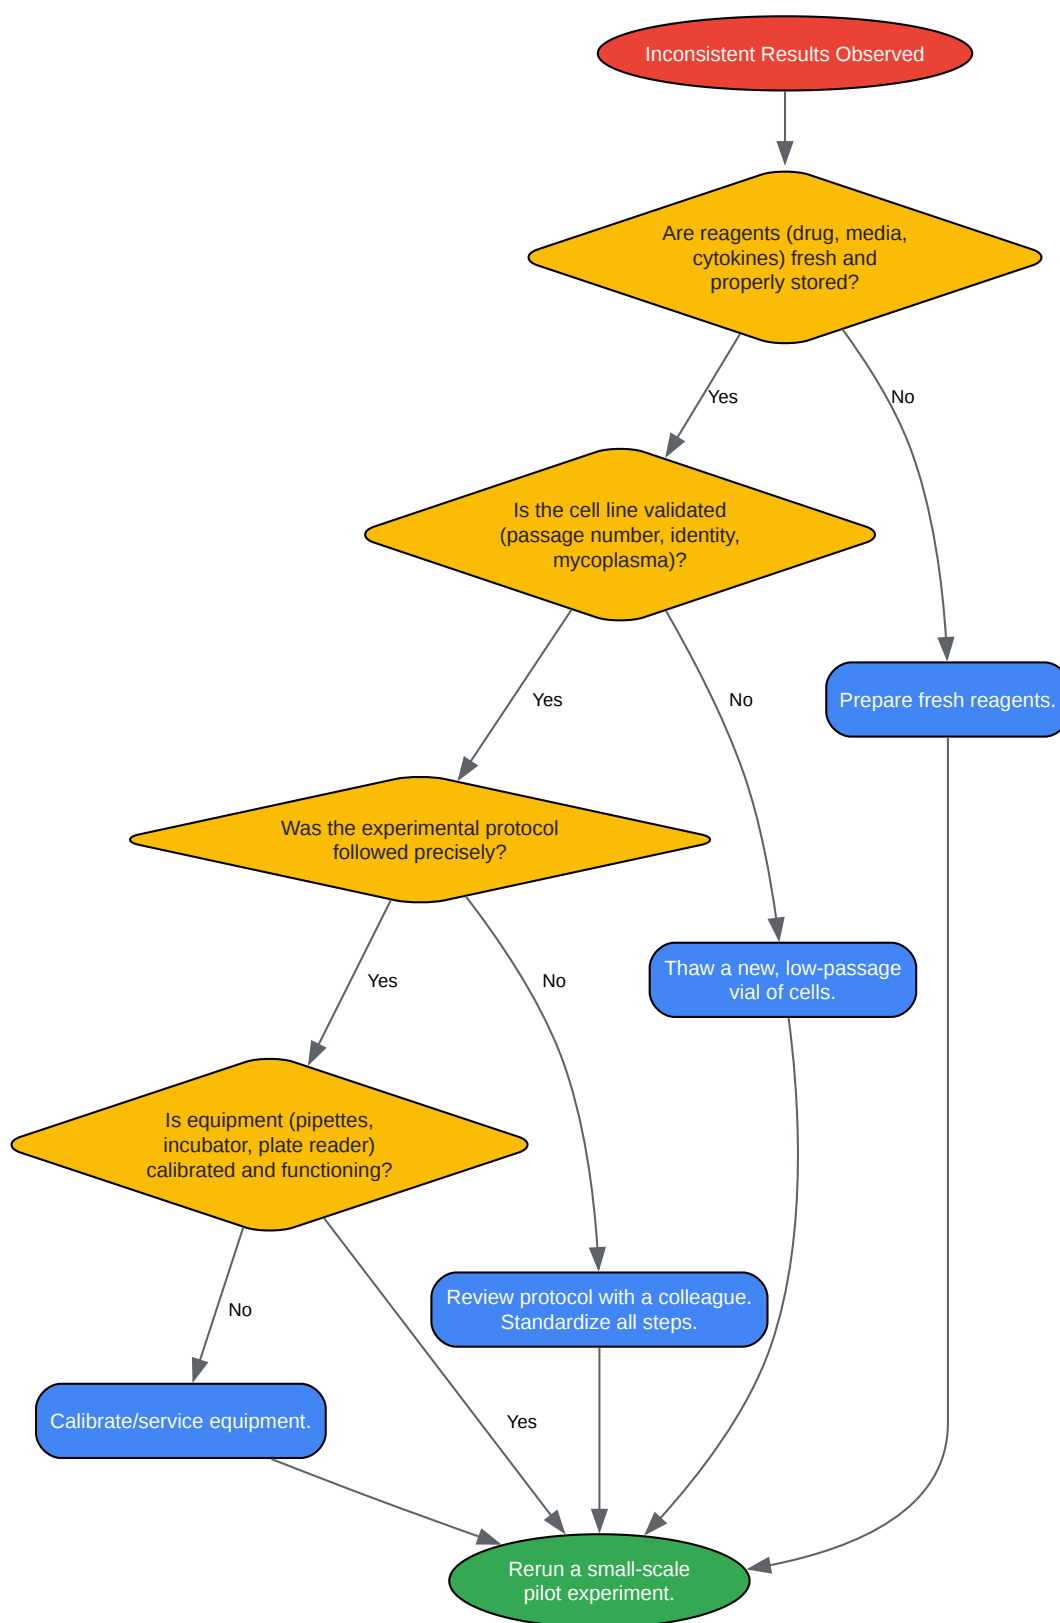 Inconsistent Results Observed
Are reagents (drug, media,
cytokines) fresh and
properly stored?
Yes
No
Is the cell line validated
(passage number, identity,
mycoplasma)?
Yes
No
Prepare fresh reagents.
Was the experimental protocol
followed precisely?
Yes
No
Thaw a new, low-passage
vial of cells.
Is equipment (pipettes,
incubator, plate reader)
calibrated and functioning?
No
Yes
Review protocol with a colleague.
Standardize all steps.
Calibrate/service equipment.
Rerun a small-scale
pilot experiment.